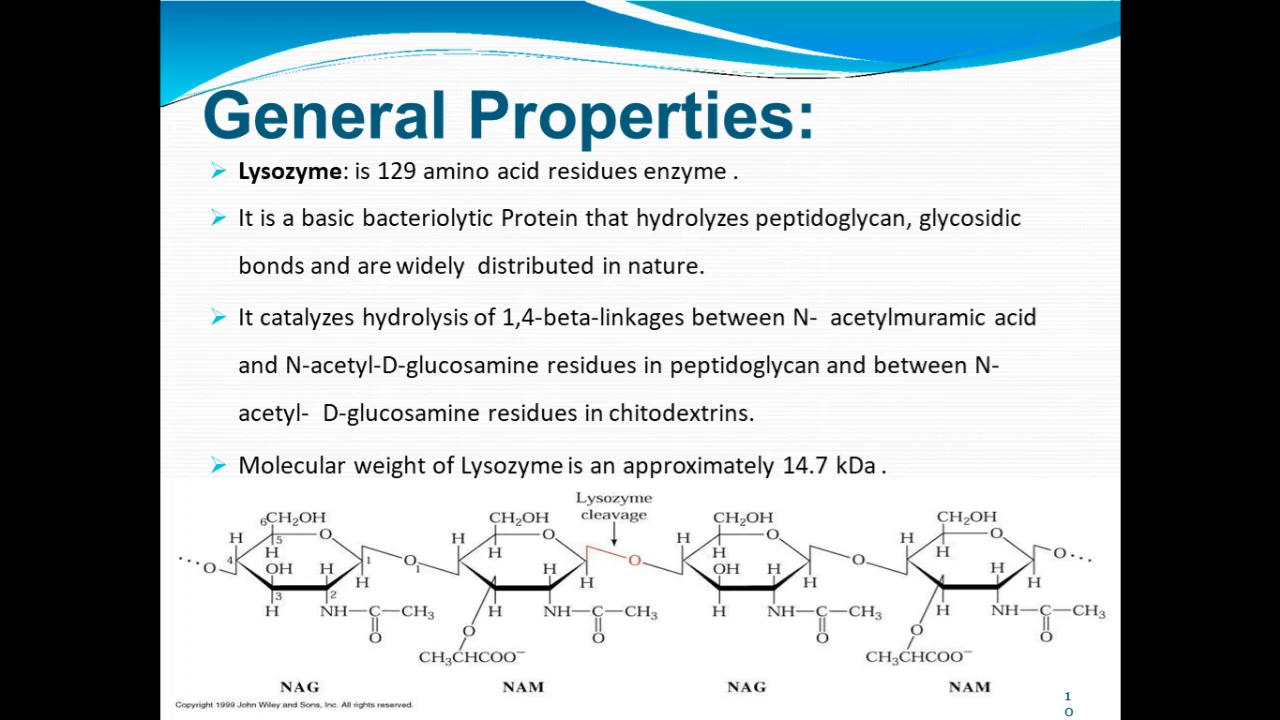 General Properties:
Lysozyme: is 129 amino acid residues enzyme .
It is a basic bacteriolytic Protein that hydrolyzes peptidoglycan, glycosidic
bonds and are widely distributed in nature.
It catalyzes hydrolysis of 1,4-beta-linkages between N- acetylmuramic acid
and N-acetyl-D-glucosamine residues in peptidoglycan and between N-
acetyl- D-glucosamine residues in chitodextrins.
Molecular weight of Lysozyme is an approximately 14.7 kDa .
Lysozyme
cleavage
6CH₂OH CH₂OH CH₂OH CH₂OH
H 5 O H O H O H O
H H H H
4 O OH H 1 O 1 H H O OH H H O H H O
3 2
H NH—C—CH₃ H NH—C—CH₃ H NH—C—CH₃ H NH—C—CH₃
O O O O O O
CH₃CHCOO⁻ CH₃CHCOO⁻
NAG NAM NAG NAM
Copyright 1999 John Wiley and Sons, Inc. All rights reserved.
1
0